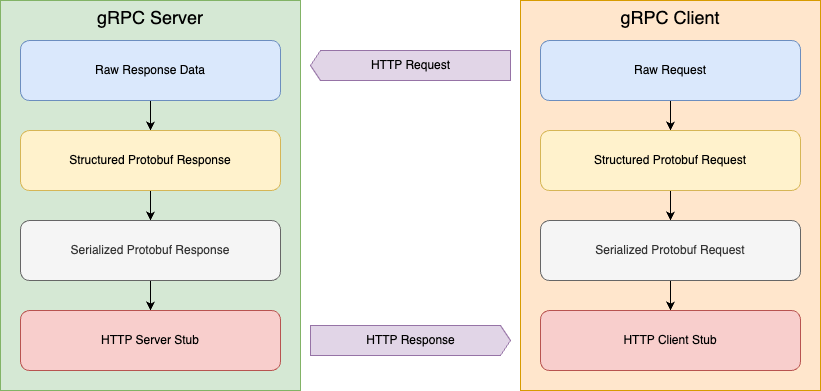 gRPC Server
Raw Response Data
Structured Protobuf Response
Serialized Protobuf Response
HTTP Server Stub
HTTP Request
HTTP Response
gRPC Client
Raw Request
Structured Protobuf Request
Serialized Protobuf Request
HTTP Client Stub